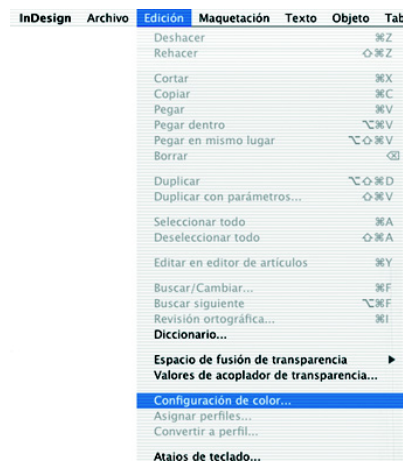 InDesign Archivo Edición Maquetación Texto Objeto Tab
Deshacer ⌘Z
Rehacer ⇧⌘Z
Cortar ⌘X
Copiar ⌘C
Pegar ⌘V
Pegar dentro ⌥⌘V
Pegar en mismo lugar ⌥⇧⌘V
Borrar ⌫
Duplicar ⌥⇧⌘D
Duplicar con parámetros... ⇧⌘V
Seleccionar todo ⌘A
Deseleccionar todo ⇧⌘A
Editar en editor de artículos ⌘Y
Buscar/Cambiar... ⌘F
Buscar siguiente ⌥⌘F
Revisión ortográfica... ⌘I
Diccionario...
Espacio de fusión de transparencia ▶
Valores de acoplador de transparencia...
Configuración de color...
Asignar perfiles...
Convertir a perfil...
Atajos de teclado...